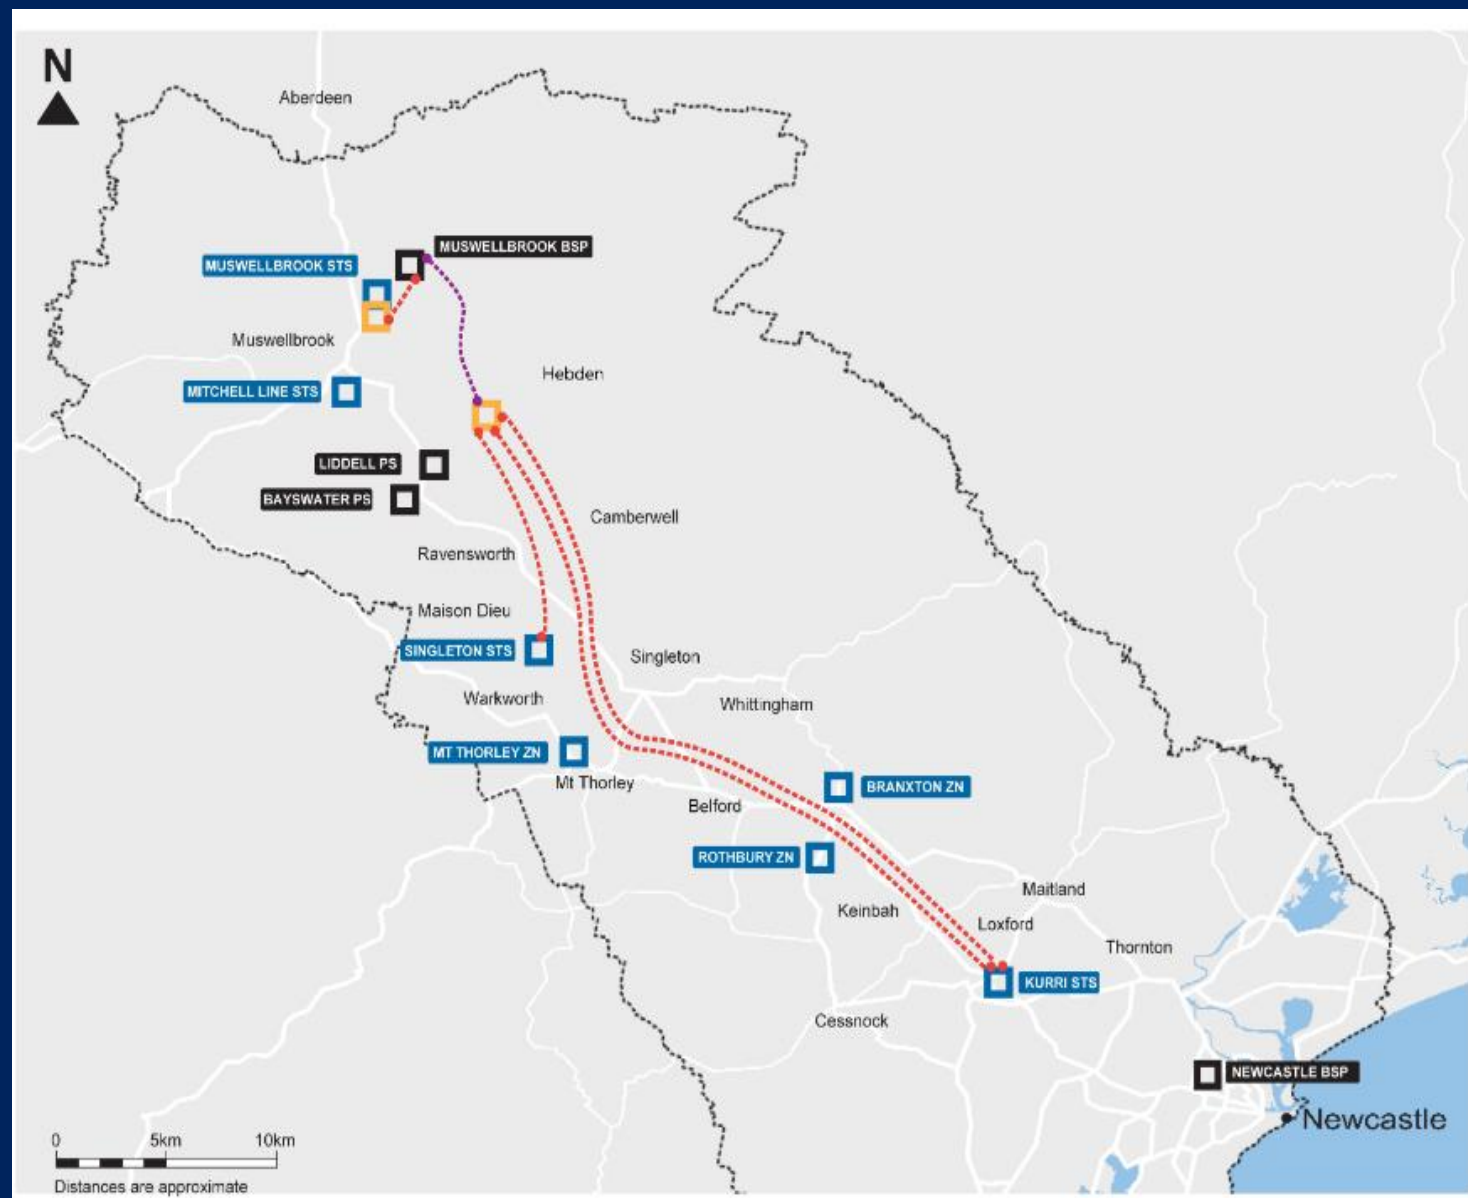 N
Aberdeen
MUSWELLBROOK BSP
MUSWELLBROOK STS
Muswellbrook
Hebden
MITCHELL LINE STS
LIDDELL PS
BAYSWATER PS
Camberwell
Ravensworth
Maison Dieu
SINGLETON STS
Singleton
Warkworth
Whittingham
MT THORLEY ZN
Mt Thorley
BRANXTON ZN
Belford
ROTHBURY ZN
Maitland
Keinbah
Loxford
Thornton
KURRI STS
Cessnock
NEWCASTLE BSP
Newcastle
0 5km 10km
Distances are approximate